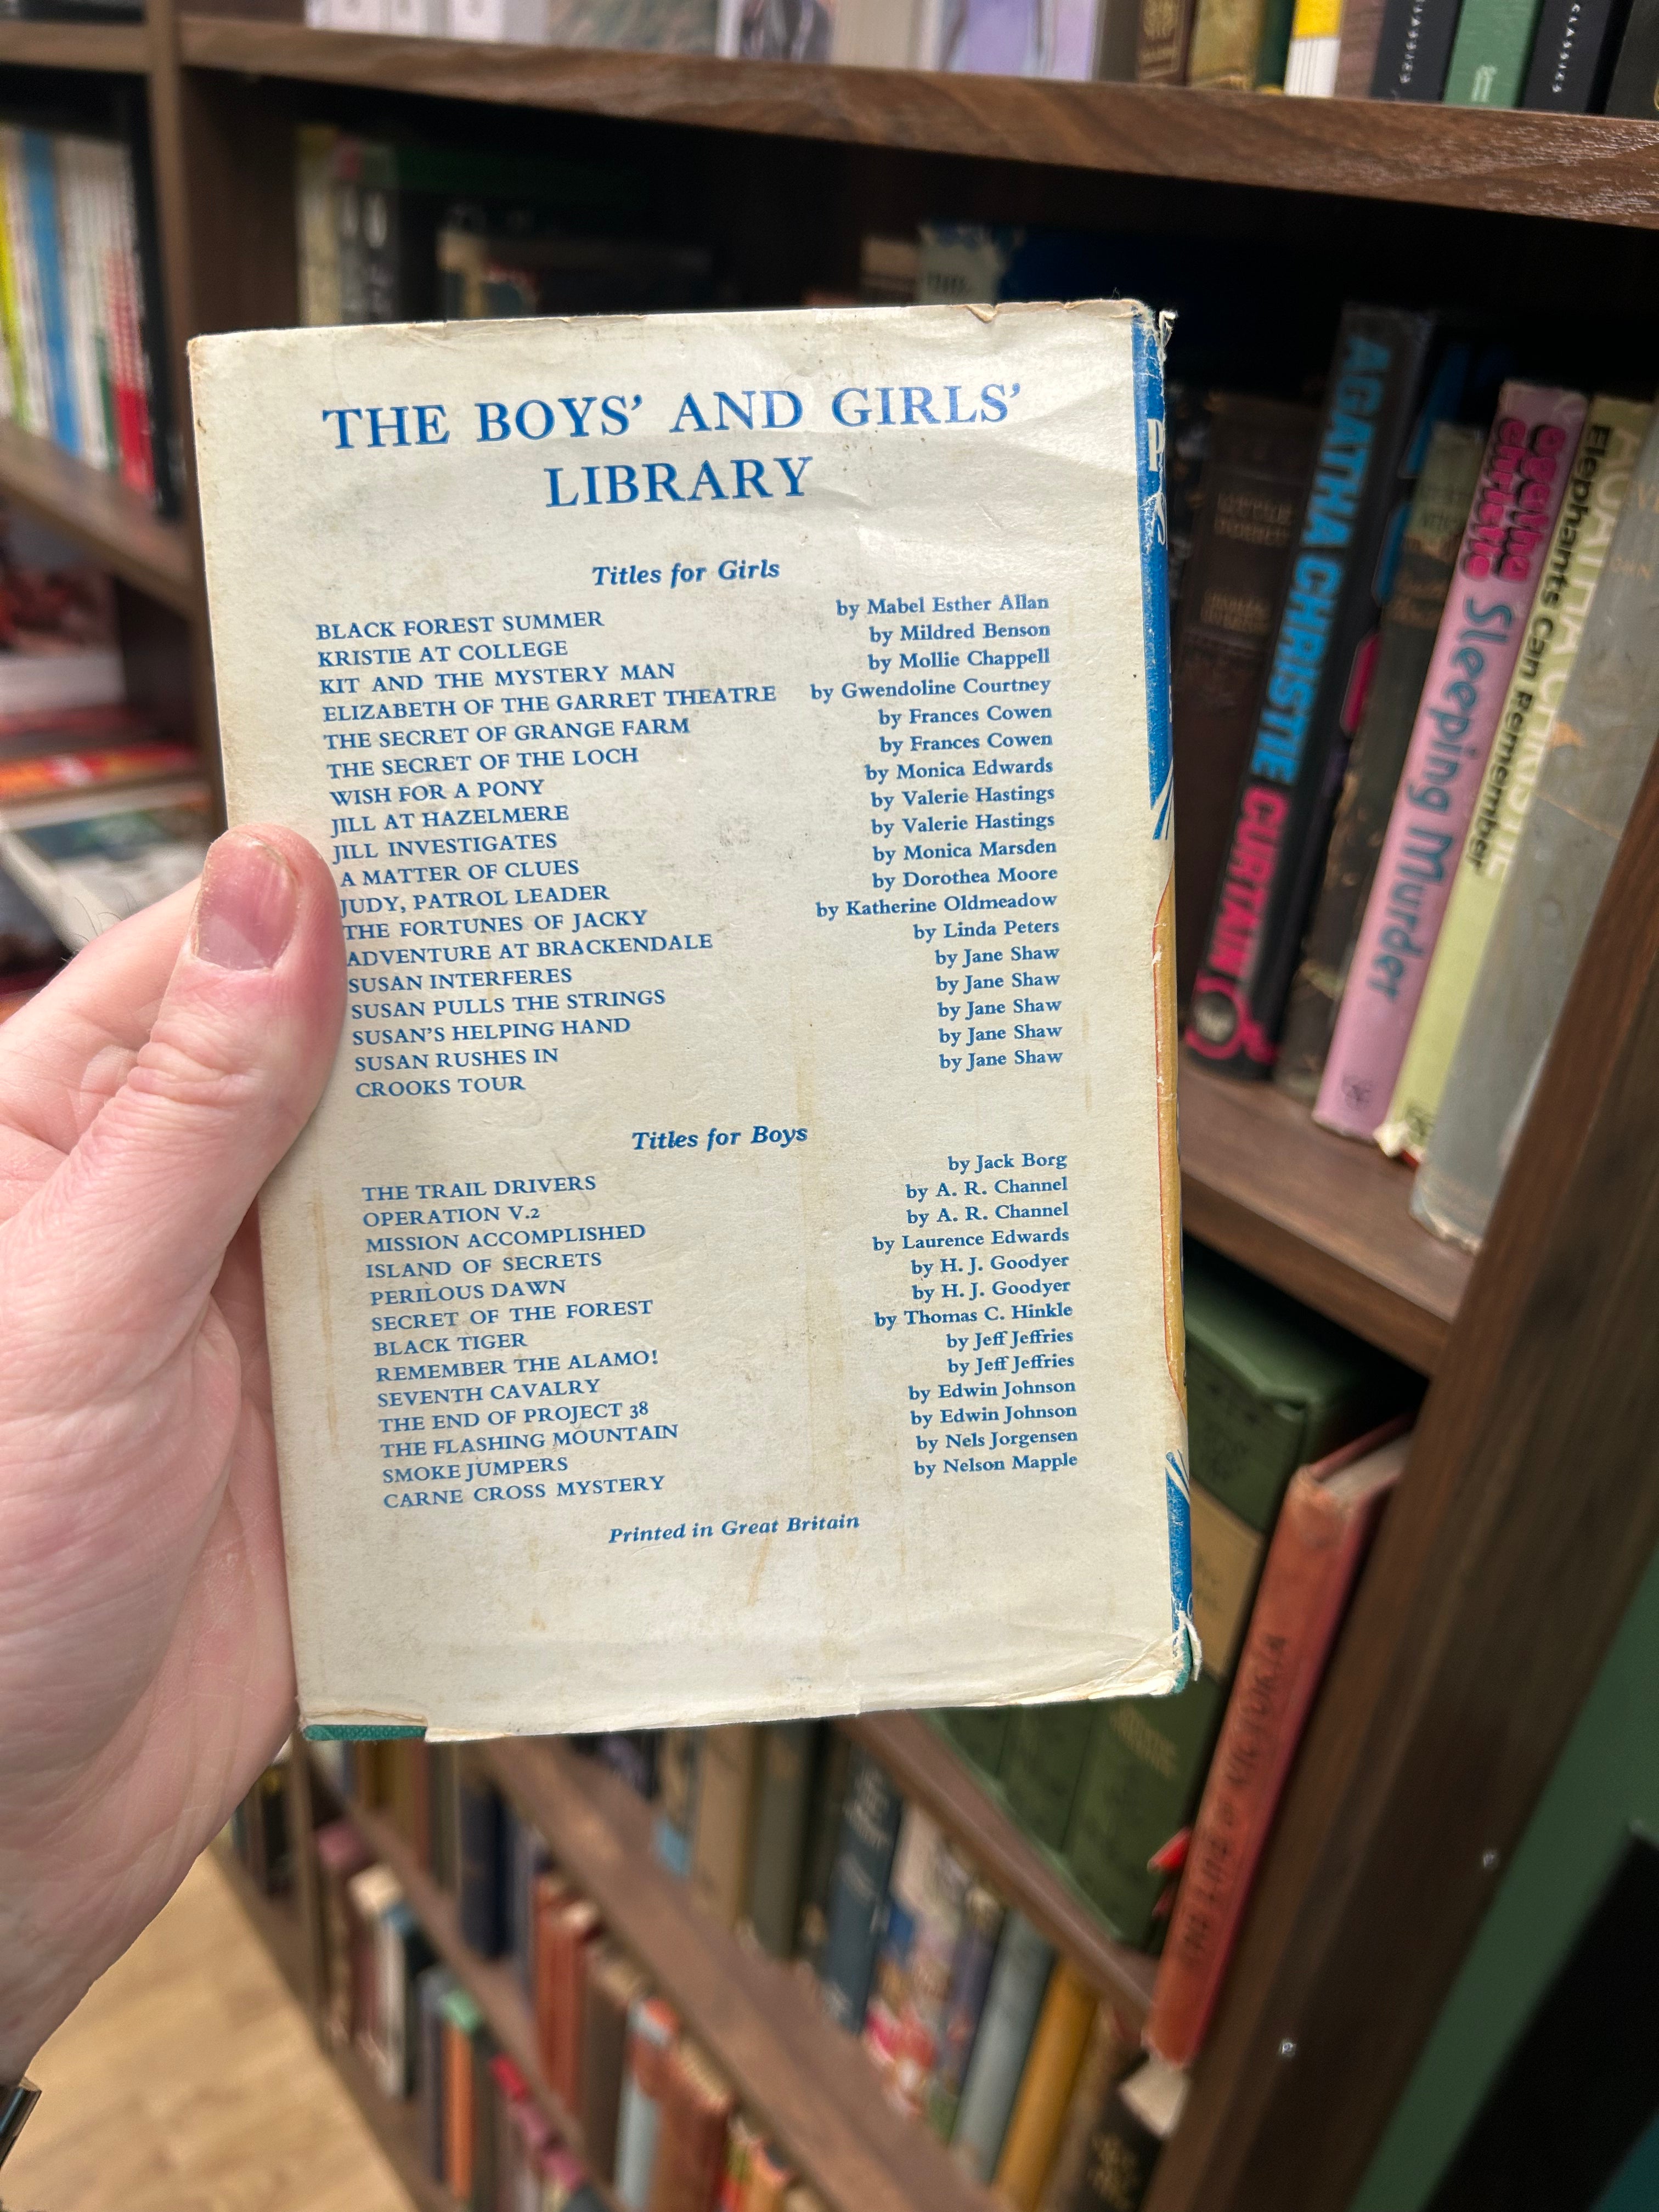 THE BOYS' AND GIRLS'
LIBRARY
Titles for Girls
BLACK FOREST SUMMER by Mabel Esther Allan
KRISTIE AT COLLEGE by Mildred Benson
KIT AND THE MYSTERY MAN by Mollie Chappell
ELIZABETH OF THE GARRET THEATRE by Gwendoline Courtney
THE SECRET OF GRANGE FARM by Frances Cowen
THE SECRET OF THE LOCH by Frances Cowen
WISH FOR A PONY by Monica Edwards
JILL AT HAZELMERE by Valerie Hastings
JILL INVESTIGATES by Valerie Hastings
A MATTER OF CLUES by Monica Marsden
JUDY, PATROL LEADER by Dorothea Moore
THE FORTUNES OF JACKY by Katherine Oldmeadow
ADVENTURE AT BRACKENDALE by Linda Peters
SUSAN INTERFERES by Jane Shaw
SUSAN PULLS THE STRINGS by Jane Shaw
SUSAN'S HELPING HAND by Jane Shaw
SUSAN RUSHES IN by Jane Shaw
CROOKS TOUR by Jane Shaw
Titles for Boys
THE TRAIL DRIVERS by Jack Borg
OPERATION V.2 by A. R. Channel
MISSION ACCOMPLISHED by A. R. Channel
ISLAND OF SECRETS by Laurence Edwards
PERILOUS DAWN by H. J. Goodyer
SECRET OF THE FOREST by H. J. Goodyer
BLACK TIGER by Thomas C. Hinkle
REMEMBER THE ALAMO! by Jeff Jeffries
SEVENTH CAVALRY by Jeff Jeffries
THE END OF PROJECT 38 by Edwin Johnson
THE FLASHING MOUNTAIN by Edwin Johnson
SMOKE JUMPERS by Nels Jorgensen
CARNE CROSS MYSTERY by Nelson Mapple
Printed in Great Britain
LITTLE DORRIT
AGATHA CHRISTIE CURTAIN
agatha christie Sleeping Murder
AGATHA CHRISTIE
Elephants Can Remember
CLASSICS